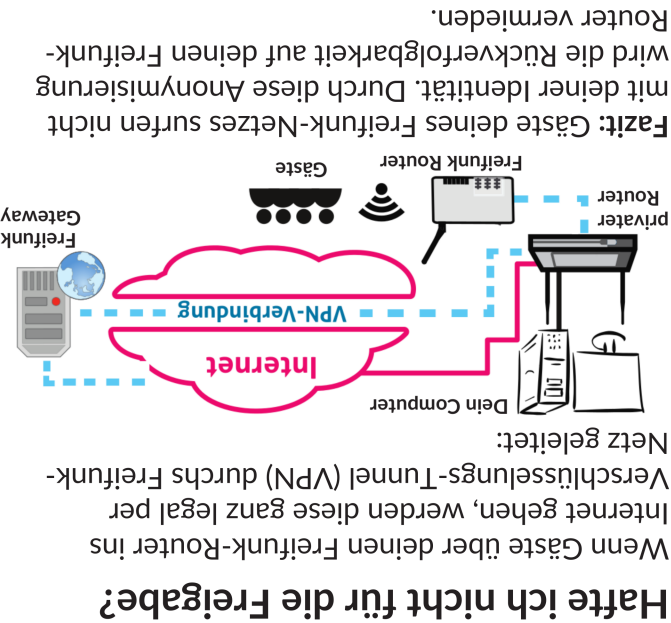 Hafte ich nicht für die Freigabe?
Wenn Gäste über deinen Freifunk-Router ins
Internet gehen, werden diese ganz legal per
Verschlüsselungs-Tunnel (VPN) durchs Freifunk-
Netz geleitet:
Dein Computer
Internet
VPN-Verbindung
privater
Router
Freifunk
Gateway
Freifunk Router
Gäste
Fazit: Gäste deines Freifunk-Netzes surfen nicht
mit deiner Identität. Durch diese Anonymisierung
wird die Rückverfolgbarkeit auf deinen Freifunk-
Router vermieden.